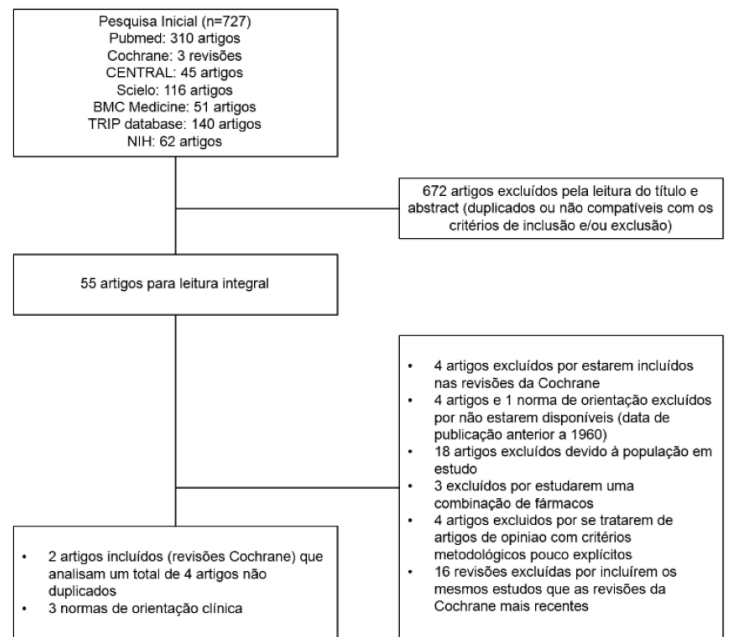 Pesquisa Inicial (n=727)
Pubmed: 310 artigos
Cochrane: 3 revisões
CENTRAL: 45 artigos
Scielo: 116 artigos
BMC Medicine: 51 artigos
TRIP database: 140 artigos
NIH: 62 artigos
672 artigos excluídos pela leitura do título e
abstract (duplicados ou não compatíveis com os
critérios de inclusão e/ou exclusão)
55 artigos para leitura integral
• 4 artigos excluídos por estarem incluídos
nas revisões da Cochrane
• 4 artigos e 1 norma de orientação excluídos
por não estarem disponíveis (data de
publicação anterior a 1960)
• 18 artigos excluídos devido á população em
estudo
• 3 excluídos por estudarem uma
combinação de fármacos
• 4 artigos excluidos por se tratarem de
artigos de opiniao com critérios
metodológicos pouco explícitos
• 16 revisões excluídas por incluírem os
mesmos estudos que as revisões da
Cochrane mais recentes
• 2 artigos incluídos (revisões Cochrane) que
analisam um total de 4 artigos não
duplicados
• 3 normas de orientação clínica